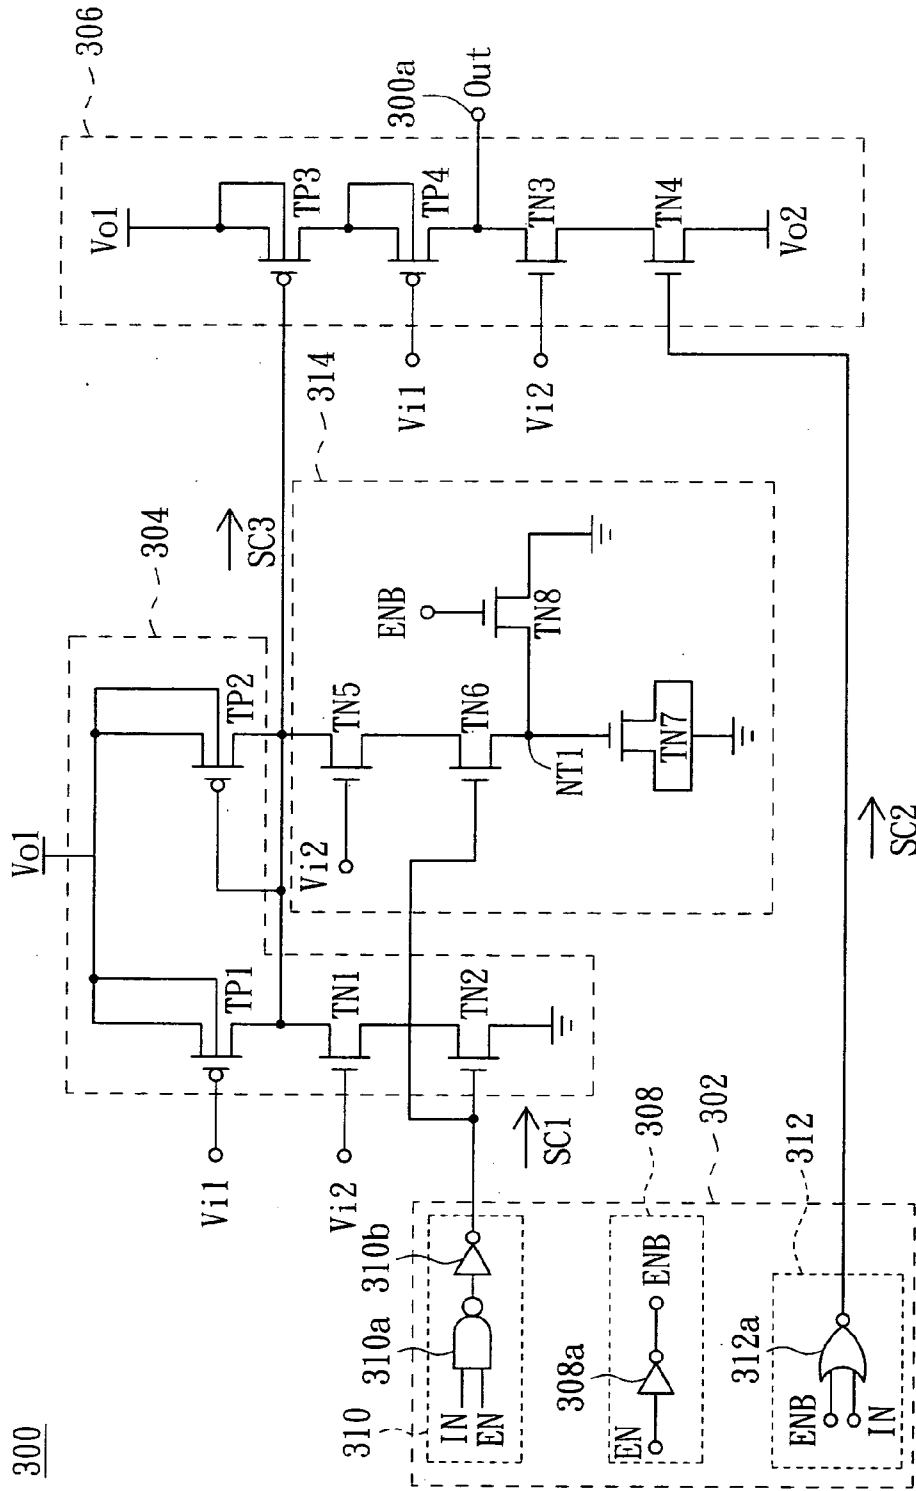 300
Vo1
Vo1
306
304
TP1
TP2
TP3
300a
Out
SC3
314
Vi1
Vi2
TN1
Vi2
TN5
ENB
Vi1
TP4
Vi2
TN3
TN2
TN6
TN8
NT1
TN7
TN4
Vo2
SC1
310
310a
310b
IN
EN
308
302
308a
EN
ENB
312
312a
ENB
IN
SC2